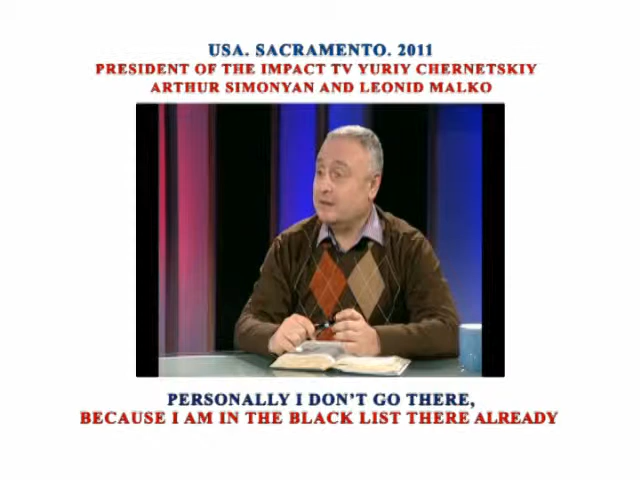 USA. SACRAMENTO. 2011
PRESIDENT OF THE IMPACT TV YURIY CHERNETSKIY
ARTHUR SIMONYAN AND LEONID MALKO
PERSONALLY I DON'T GO THERE,
BECAUSE I AM IN THE BLACK LIST THERE ALREADY